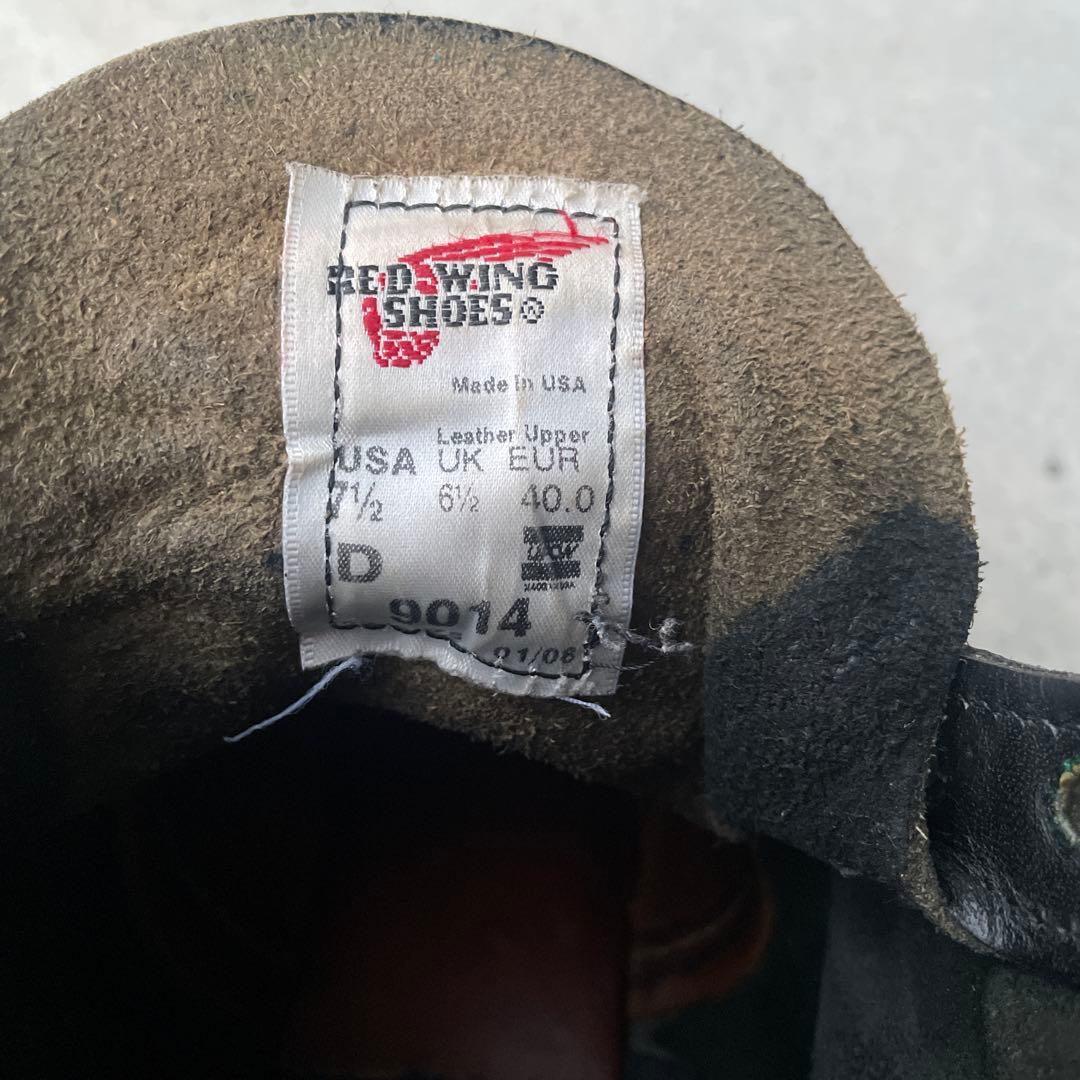 RED WING
SHOES®
Made in USA
Leather Upper
USA UK EUR
7½ 6½ 40.0
D
9014
01/06